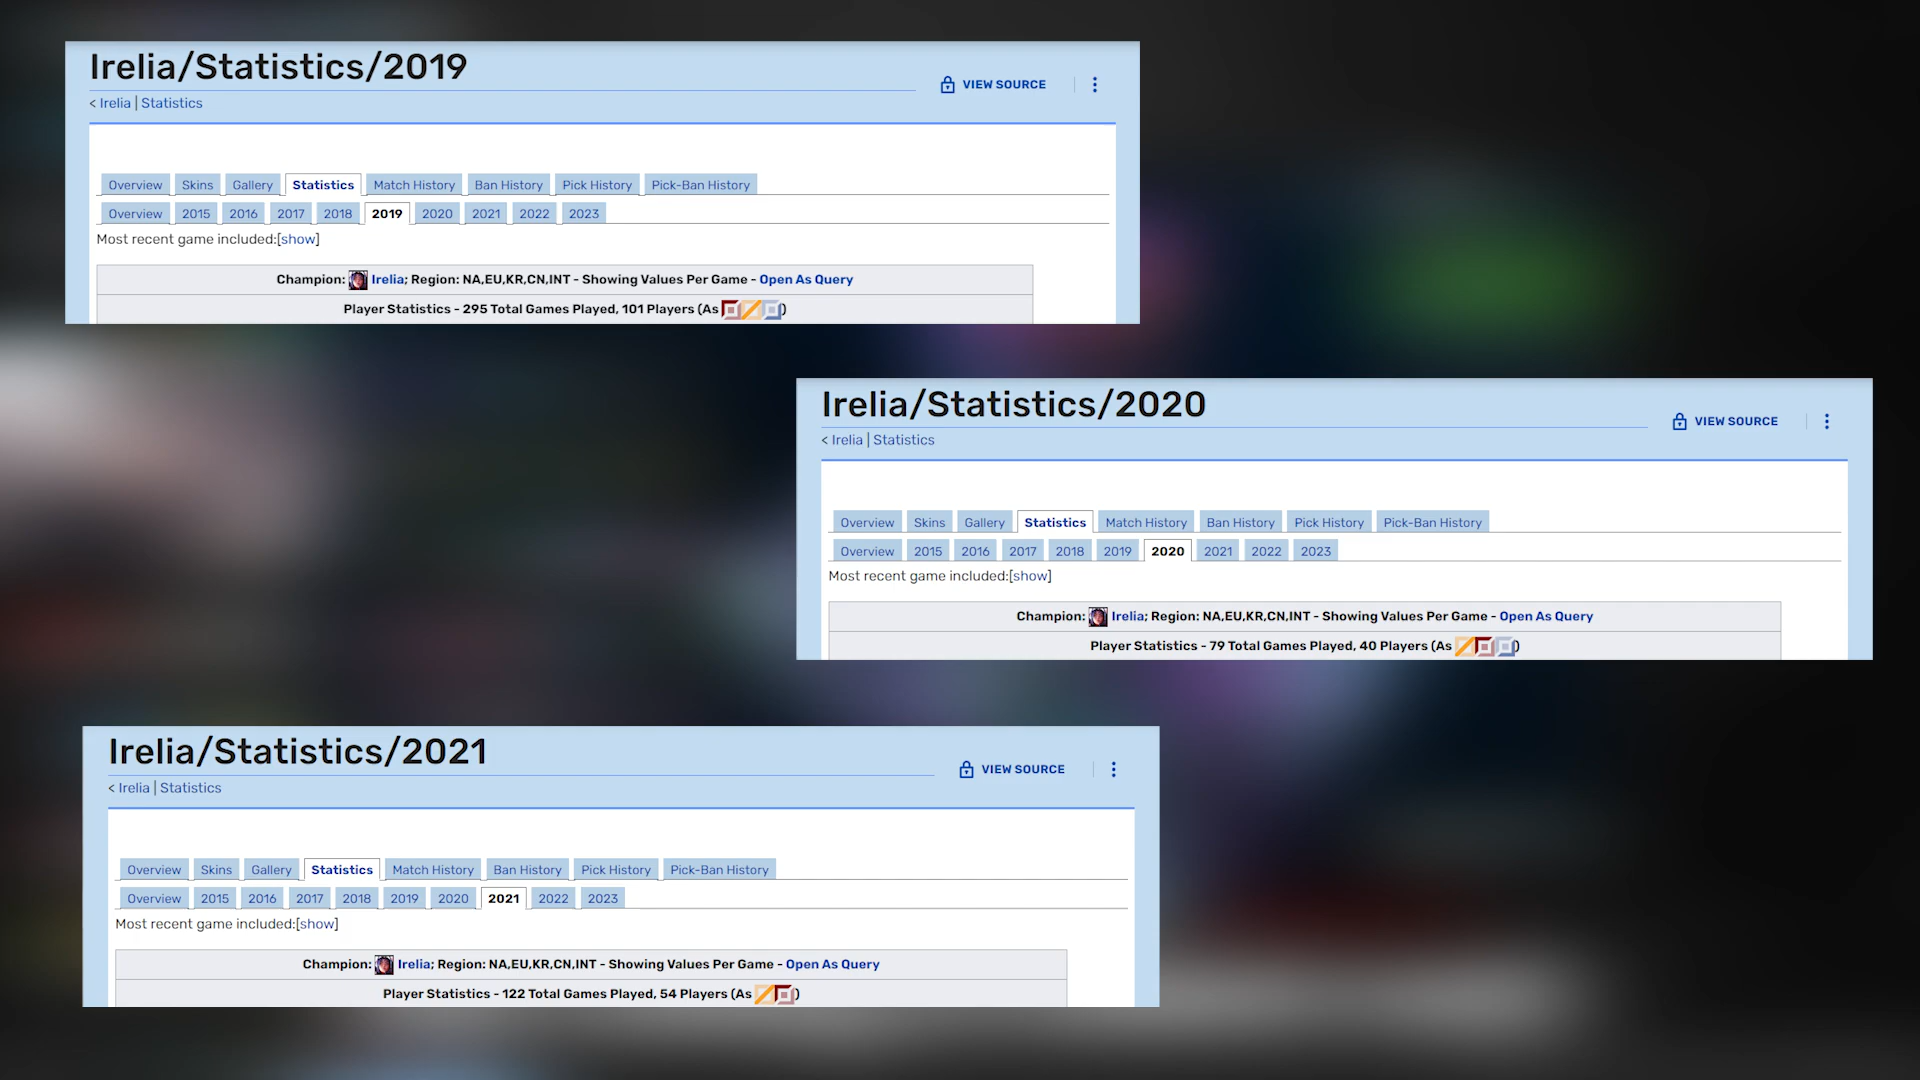 Irelia/Statistics/2019
VIEW SOURCE
< Irelia | Statistics
Overview Skins Gallery Statistics Match History Ban History Pick History Pick-Ban History
Overview 2015 2016 2017 2018 2019 2020 2021 2022 2023
Most recent game included:[show]
Champion: Irelia; Region: NA,EU,KR,CN,INT - Showing Values Per Game - Open As Query
Player Statistics - 295 Total Games Played, 101 Players (As )
Irelia/Statistics/2020
VIEW SOURCE
< Irelia | Statistics
Overview Skins Gallery Statistics Match History Ban History Pick History Pick-Ban History
Overview 2015 2016 2017 2018 2019 2020 2021 2022 2023
Most recent game included:[show]
Champion: Irelia; Region: NA,EU,KR,CN,INT - Showing Values Per Game - Open As Query
Player Statistics - 79 Total Games Played, 40 Players (As )
Irelia/Statistics/2021
VIEW SOURCE
< Irelia | Statistics
Overview Skins Gallery Statistics Match History Ban History Pick History Pick-Ban History
Overview 2015 2016 2017 2018 2019 2020 2021 2022 2023
Most recent game included:[show]
Champion: Irelia; Region: NA,EU,KR,CN,INT - Showing Values Per Game - Open As Query
Player Statistics - 122 Total Games Played, 54 Players (As )